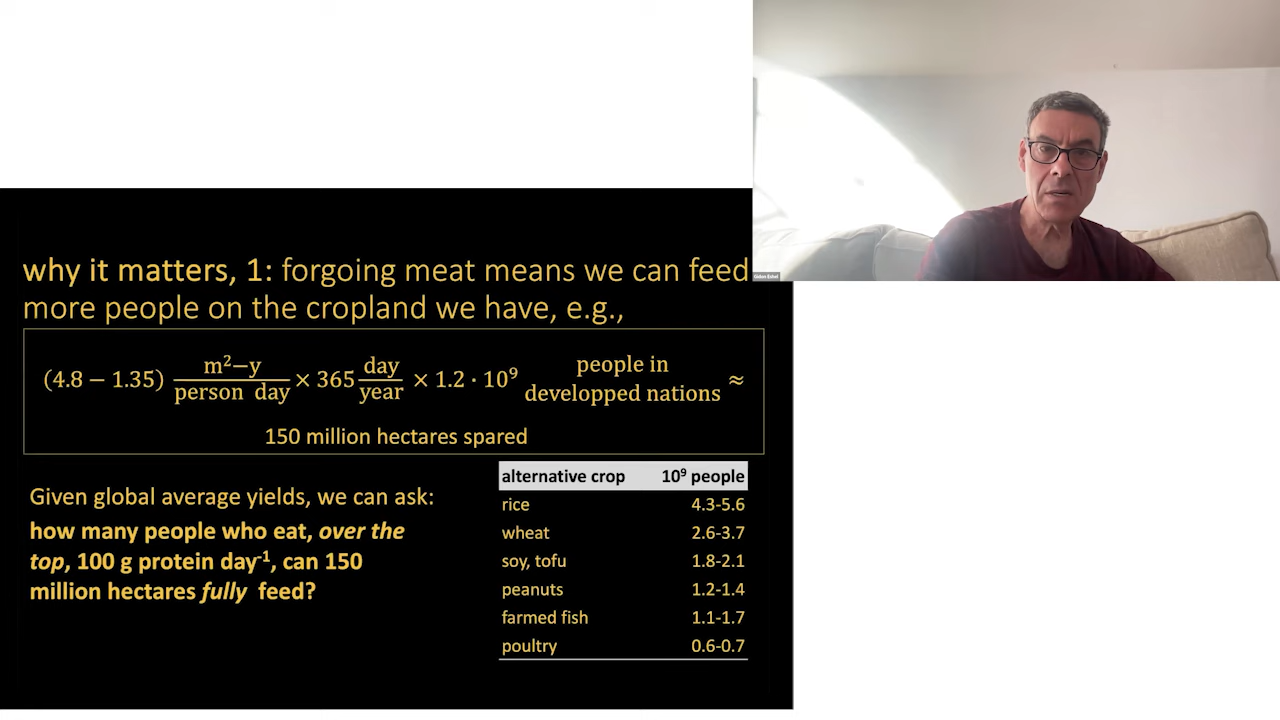 why it matters, 1: forgoing meat means we can feed
more people on the cropland we have, e.g.,
(4.8 − 1.35) m²−y / person day × 365 day / year × 1.2 · 10⁹ people in developped nations ≈
150 million hectares spared
Given global average yields, we can ask:
how many people who eat, over the
top, 100 g protein day⁻¹, can 150
million hectares fully feed?
alternative crop 10⁹ people
rice 4.3-5.6
wheat 2.6-3.7
soy, tofu 1.8-2.1
peanuts 1.2-1.4
farmed fish 1.1-1.7
poultry 0.6-0.7